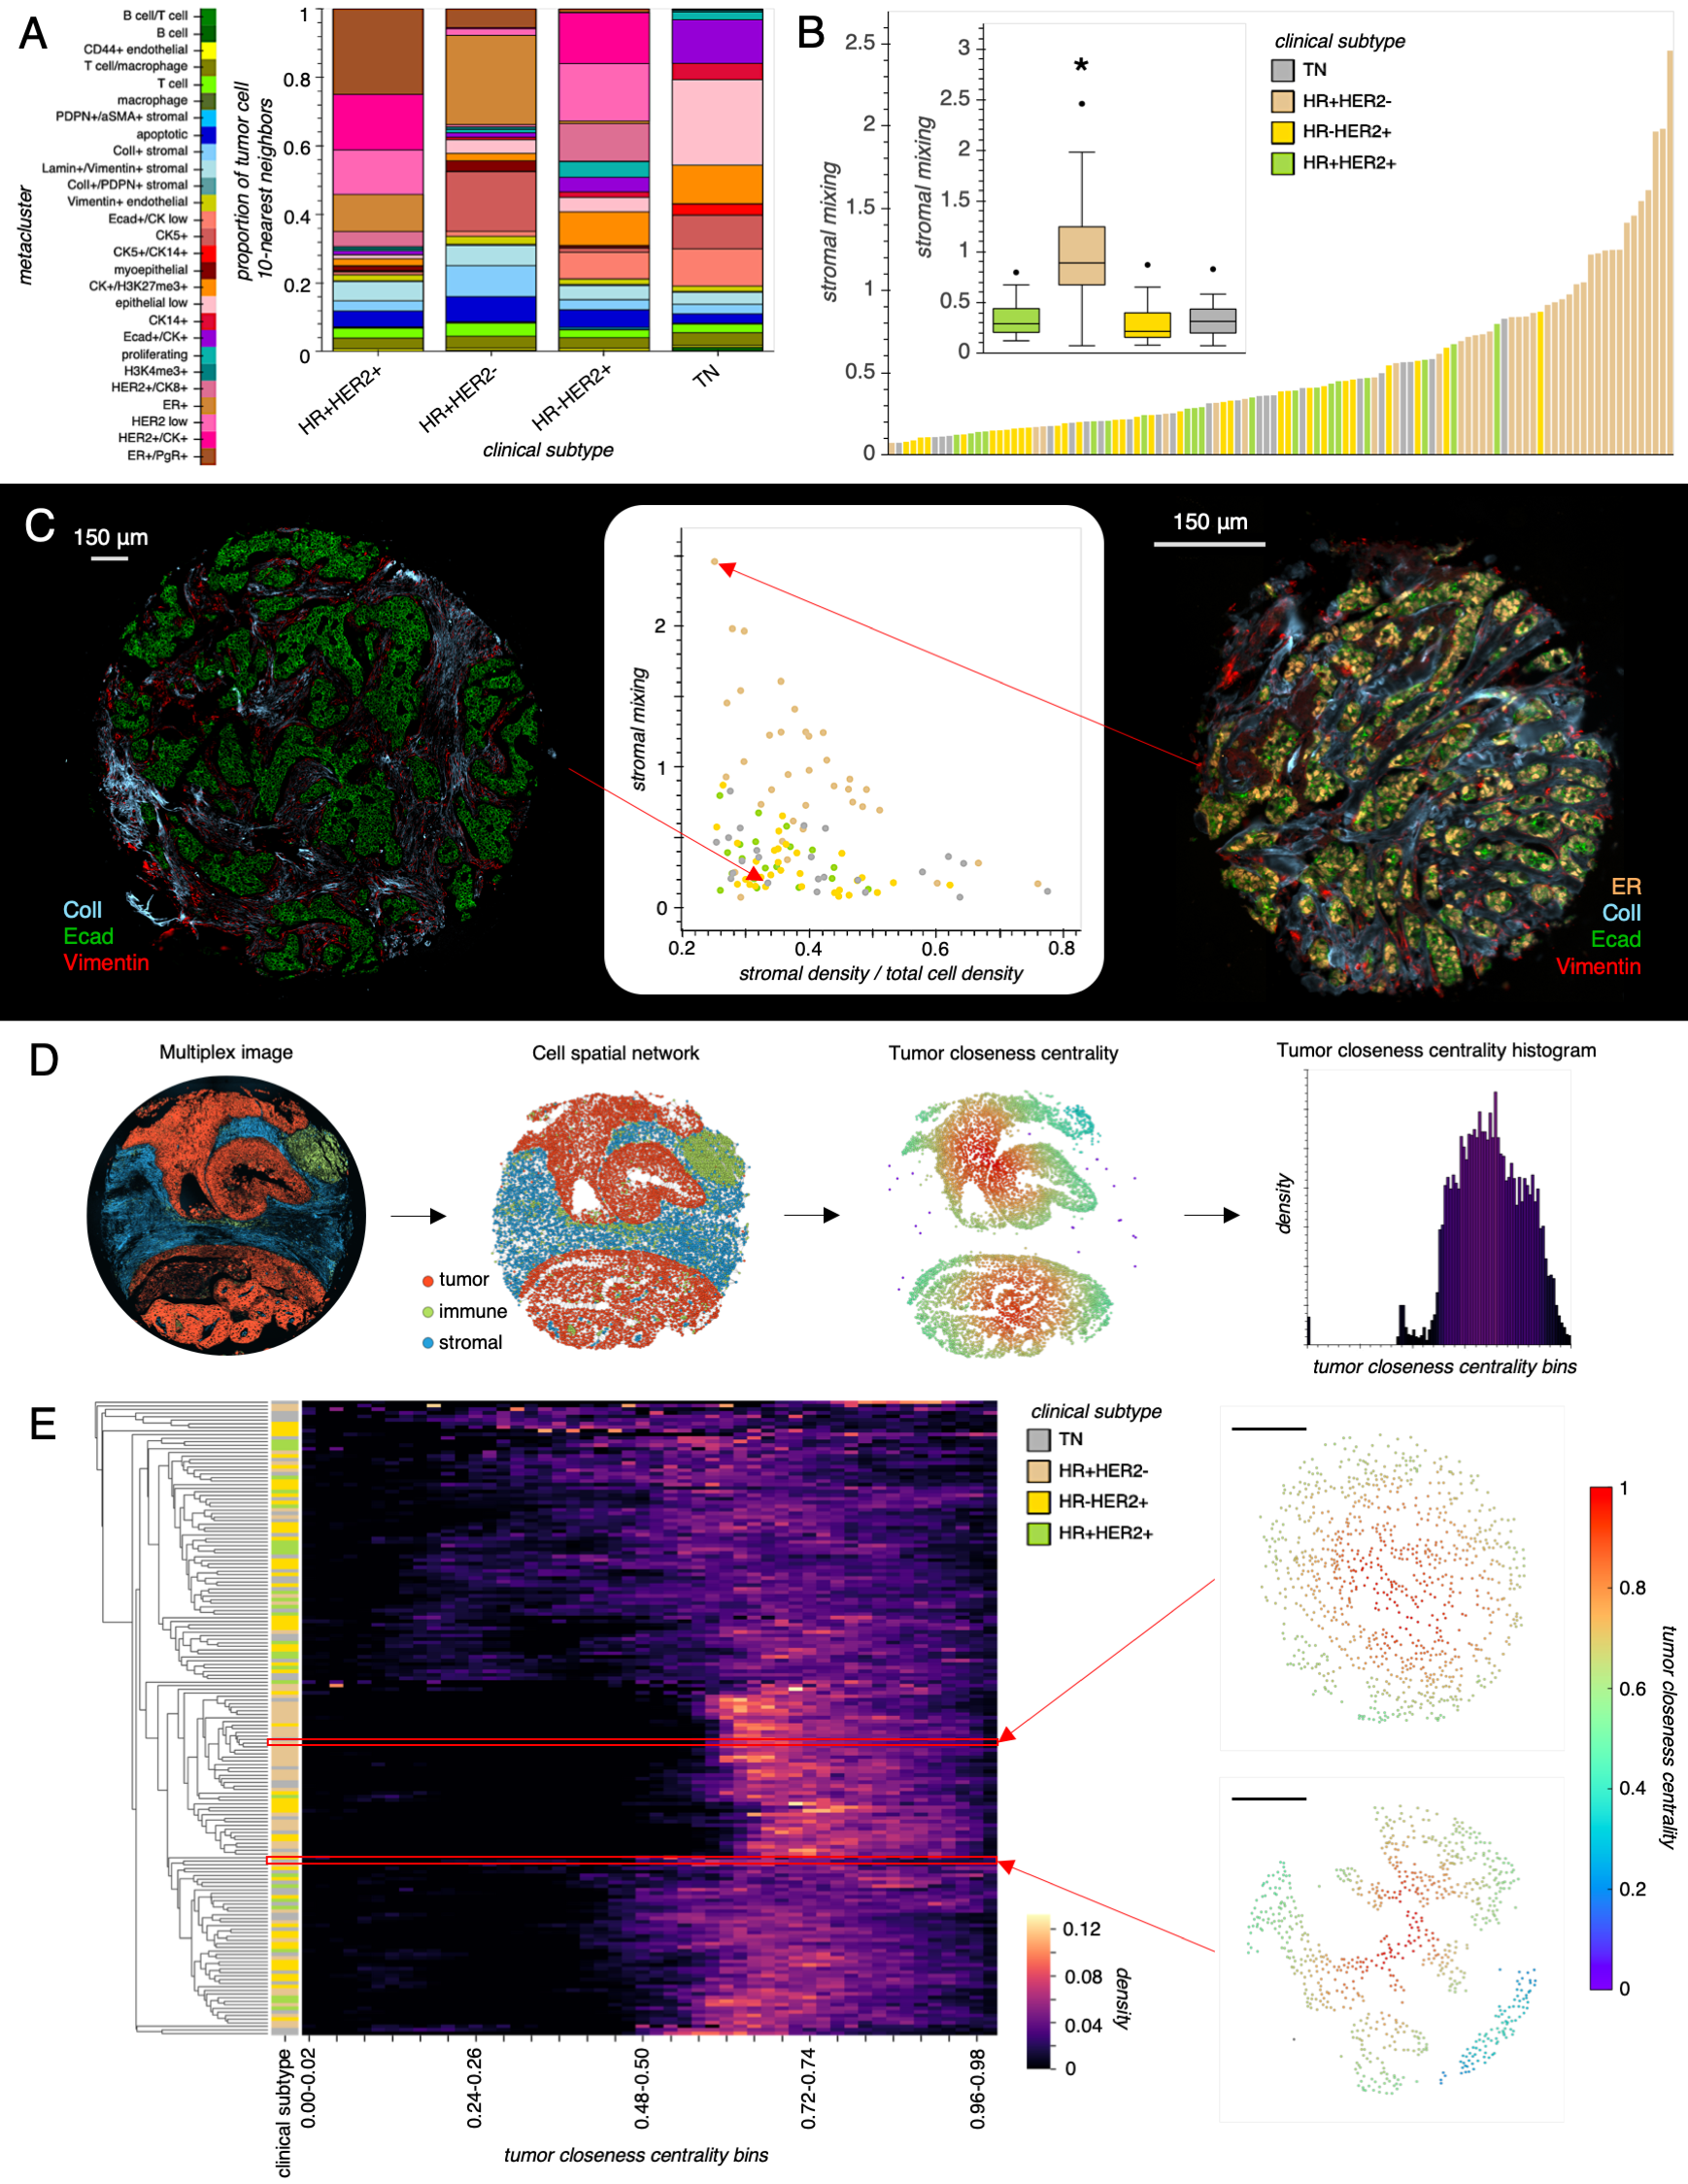 A
metacluster
B cell/T cell
B cell
CD44+ endothelial
T cell/macrophage
T cell
macrophage
PDPN+/aSMA+ stromal
apoptotic
Coll+ stromal
Lamin+/Vimentin+ stromal
Coll+/PDPN+ stromal
Vimentin+ endothelial
Ecad+/CK low
CK5+
CK5+/CK14+
myoepithelial
CK+/H3K27me3+
epithelial low
CK14+
Ecad+/CK+
proliferating
H3K4me3+
HER2+/CK8+
ER+
HER2 low
HER2+/CK+
ER+/PgR+
proportion of tumor cell
10-nearest neighbors
1
0.8
0.6
0.4
0.2
0
HR+HER2+
HR+HER2-
HR-HER2+
TN
clinical subtype
B
stromal mixing
2.5
2
1.5
1
0.5
0
stromal mixing
3
2.5
2
1.5
1
0.5
0
*
clinical subtype
TN
HR+HER2-
HR-HER2+
HR+HER2+
C
150 µm
Coll
Ecad
Vimentin
stromal mixing
2
1
0
0.2
0.4
0.6
0.8
stromal density / total cell density
150 µm
ER
Coll
Ecad
Vimentin
D
Multiplex image
Cell spatial network
tumor
immune
stromal
Tumor closeness centrality
Tumor closeness centrality histogram
density
tumor closeness centrality bins
E
clinical subtype
0.00-0.02
0.24-0.26
0.48-0.50
0.72-0.74
0.96-0.98
tumor closeness centrality bins
clinical subtype
TN
HR+HER2-
HR-HER2+
HR+HER2+
0.12
0.08
0.04
0
density
1
0.8
0.6
0.4
0.2
0
tumor closeness centrality